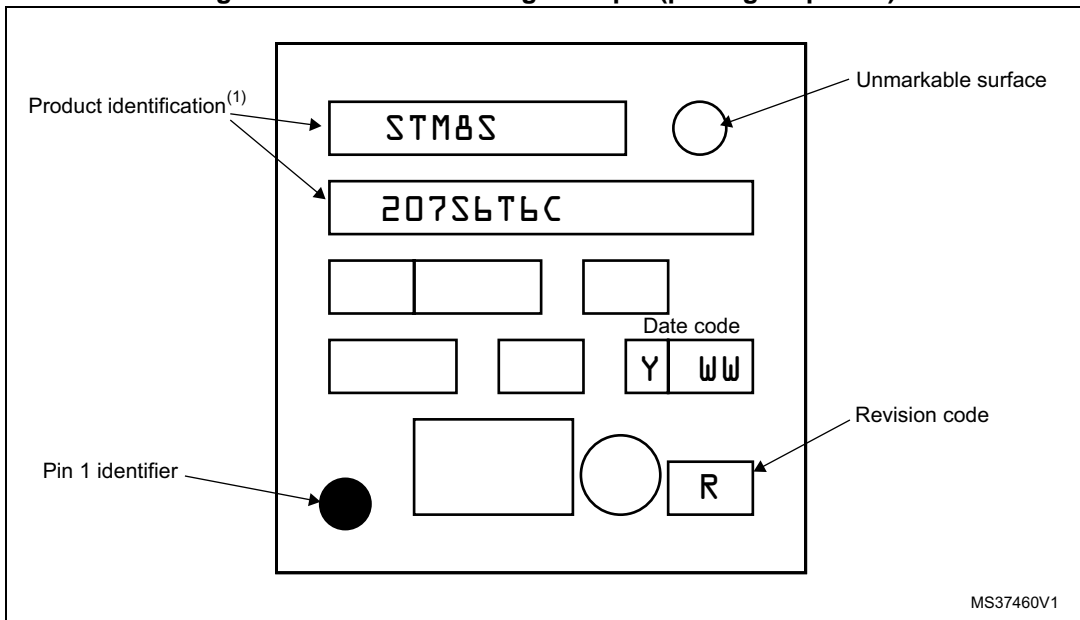 Unmarkable surface
Product identification(1)
STM8S
207S6T6C
Date code
Y WW
Revision code
Pin 1 identifier
R
MS37460V1